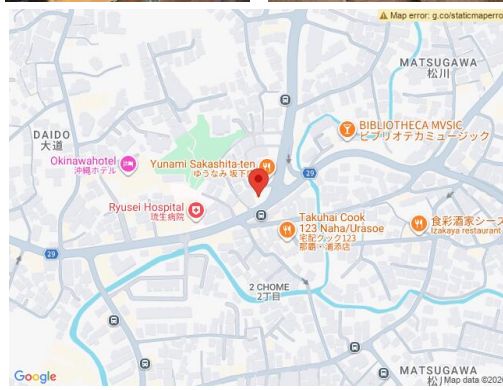 Map error: g.co/staticmaperro
MATSUGAWA
松川
BIBLIOTHECA MVSIC
ビブリオテカミュージック
DAIDO
大道
Okinawahotel
沖縄ホテル
Yunami Sakashita-ten
ゆうなみ 坂下
29
Ryusei Hospital
琉生病院
Takuhai Cook
123 Naha/Urasoe
宅配クック123
那覇・浦添店
食彩酒家シーズ
Izakaya restaurant
29
2 CHOME
2丁目
MATSUGAWA
松
Google
Map data ©202